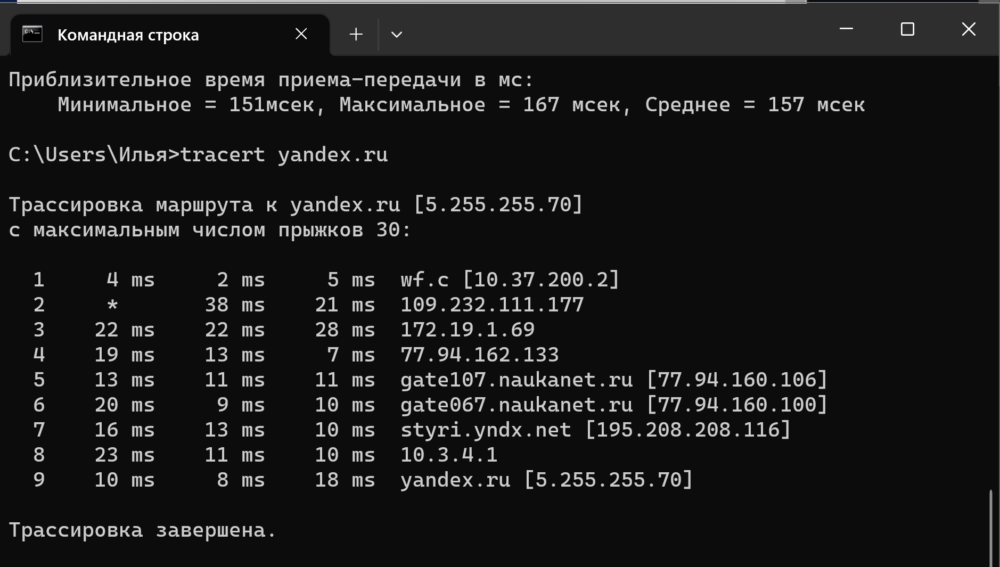 Командная строка
Приблизительное время приема-передачи в мс:
    Минимальное = 151мсек, Максимальное = 167 мсек, Среднее = 157 мсек
C:\Users\Илья>tracert yandex.ru
Трассировка маршрута к yandex.ru [5.255.255.70]
с максимальным числом прыжков 30:
  1     4 ms     2 ms     5 ms  wf.c [10.37.200.2]
  2     *       38 ms    21 ms  109.232.111.177
  3    22 ms    22 ms    28 ms  172.19.1.69
  4    19 ms    13 ms     7 ms  77.94.162.133
  5    13 ms    11 ms    11 ms  gate107.naukanet.ru [77.94.160.106]
  6    20 ms     9 ms    10 ms  gate067.naukanet.ru [77.94.160.100]
  7    16 ms    13 ms    10 ms  styri.yndx.net [195.208.208.116]
  8    23 ms    11 ms    10 ms  10.3.4.1
  9    10 ms     8 ms    18 ms  yandex.ru [5.255.255.70]
Трассировка завершена.